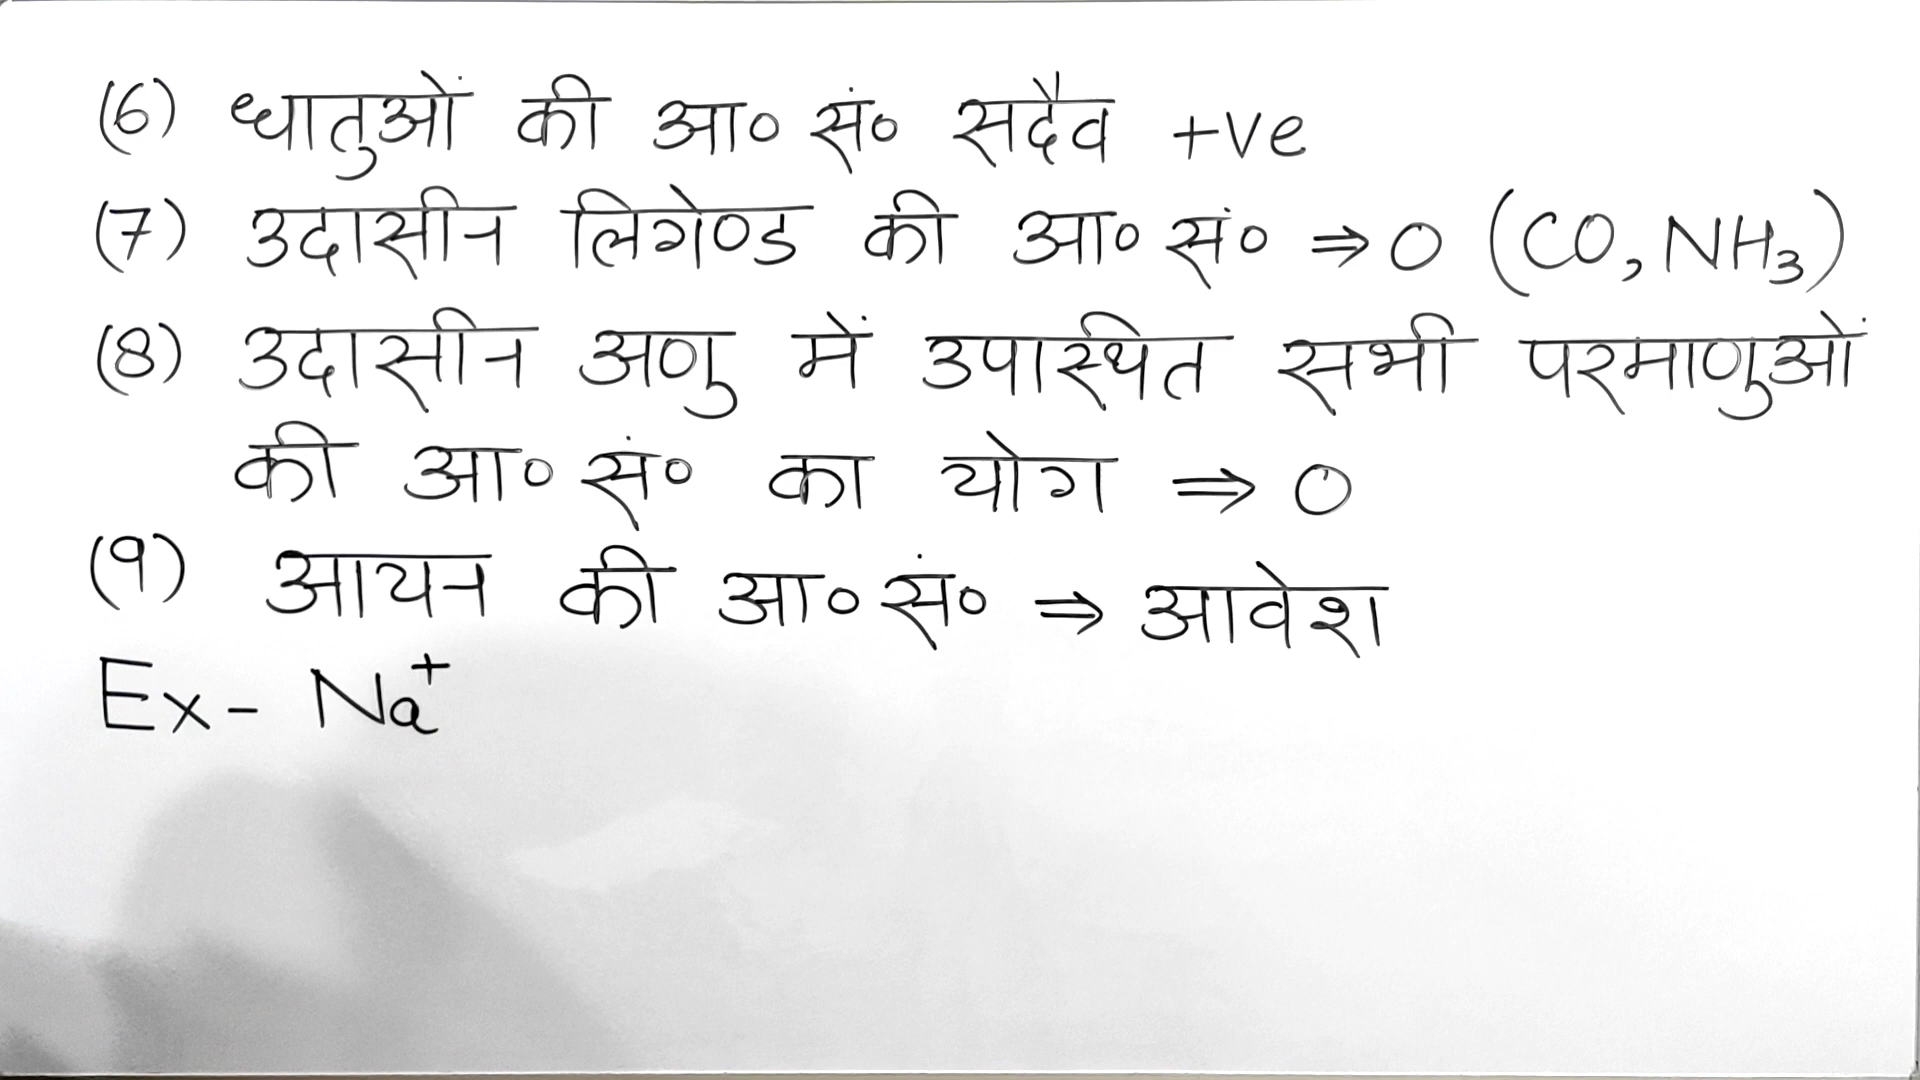 (6) धातुओं की आ० सं० सदैव +ve
(7) उदासीन लिगेण्ड की आ० सं० ⇒ 0 (CO, NH₃)
(8) उदासीन अणु में उपास्थित सभी परमाणुओं
की आ० सं० का योग ⇒ 0
(9) आयन की आ० सं० ⇒ आवेश
Ex- Na⁺